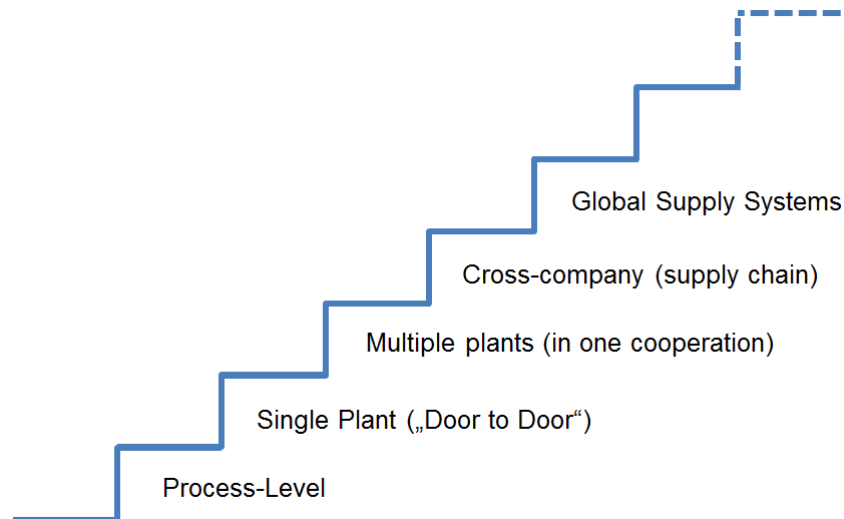 Global Supply Systems
Cross-company (supply chain)
Multiple plants (in one cooperation)
Single Plant („Door to Door“)
Process-Level